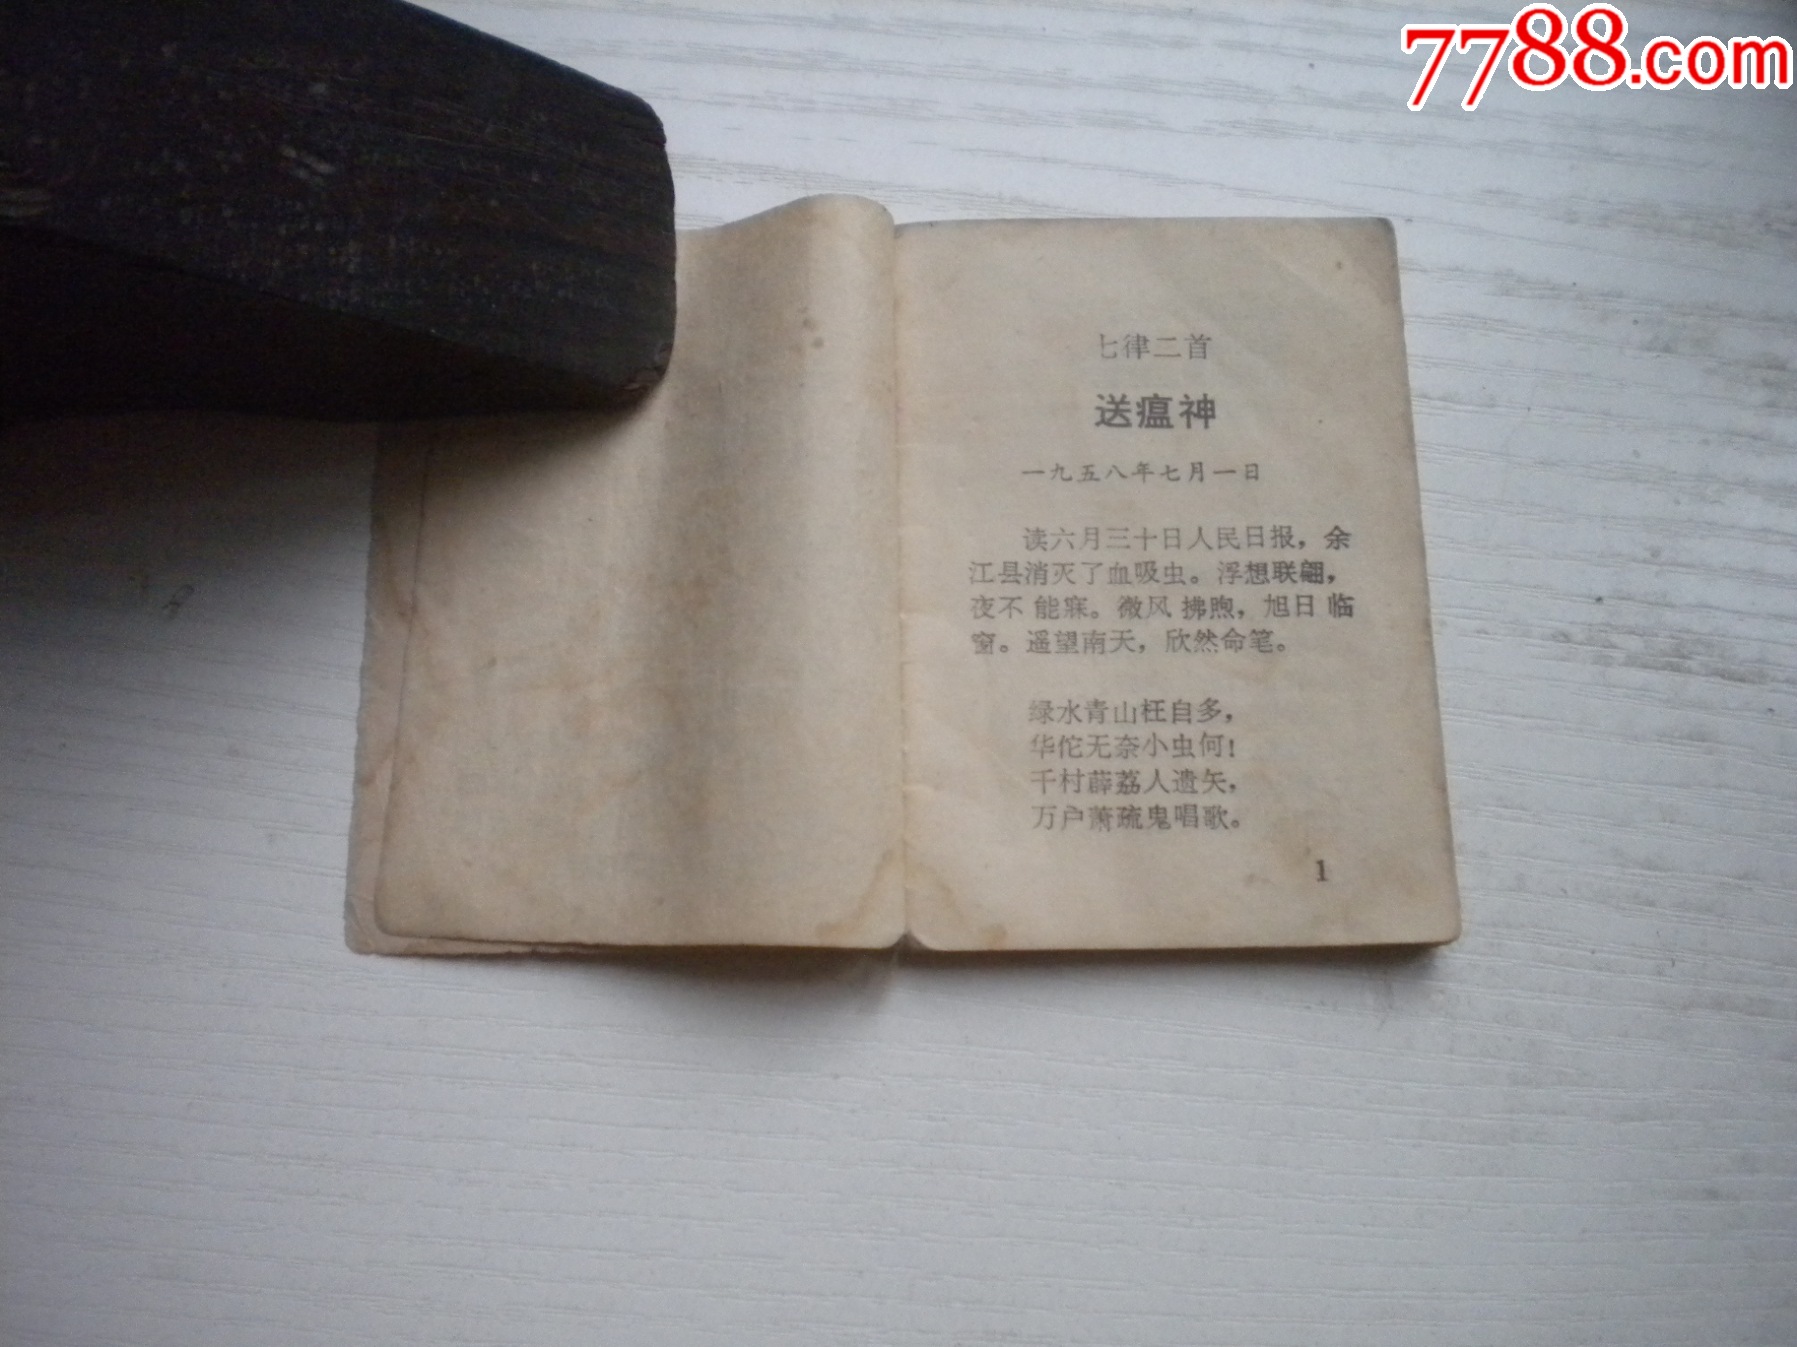 7788.com
七律二首
送瘟神
一九五八年七月一日
读六月三十日人民日报，余
江县消灭了血吸虫。浮想联翩，
夜不能寐。微风拂煦，旭日临
窗。遥望南天，欣然命笔。
绿水青山枉自多，
华佗无奈小虫何！
千村薜荔人遗矢，
万户萧疏鬼唱歌。
1